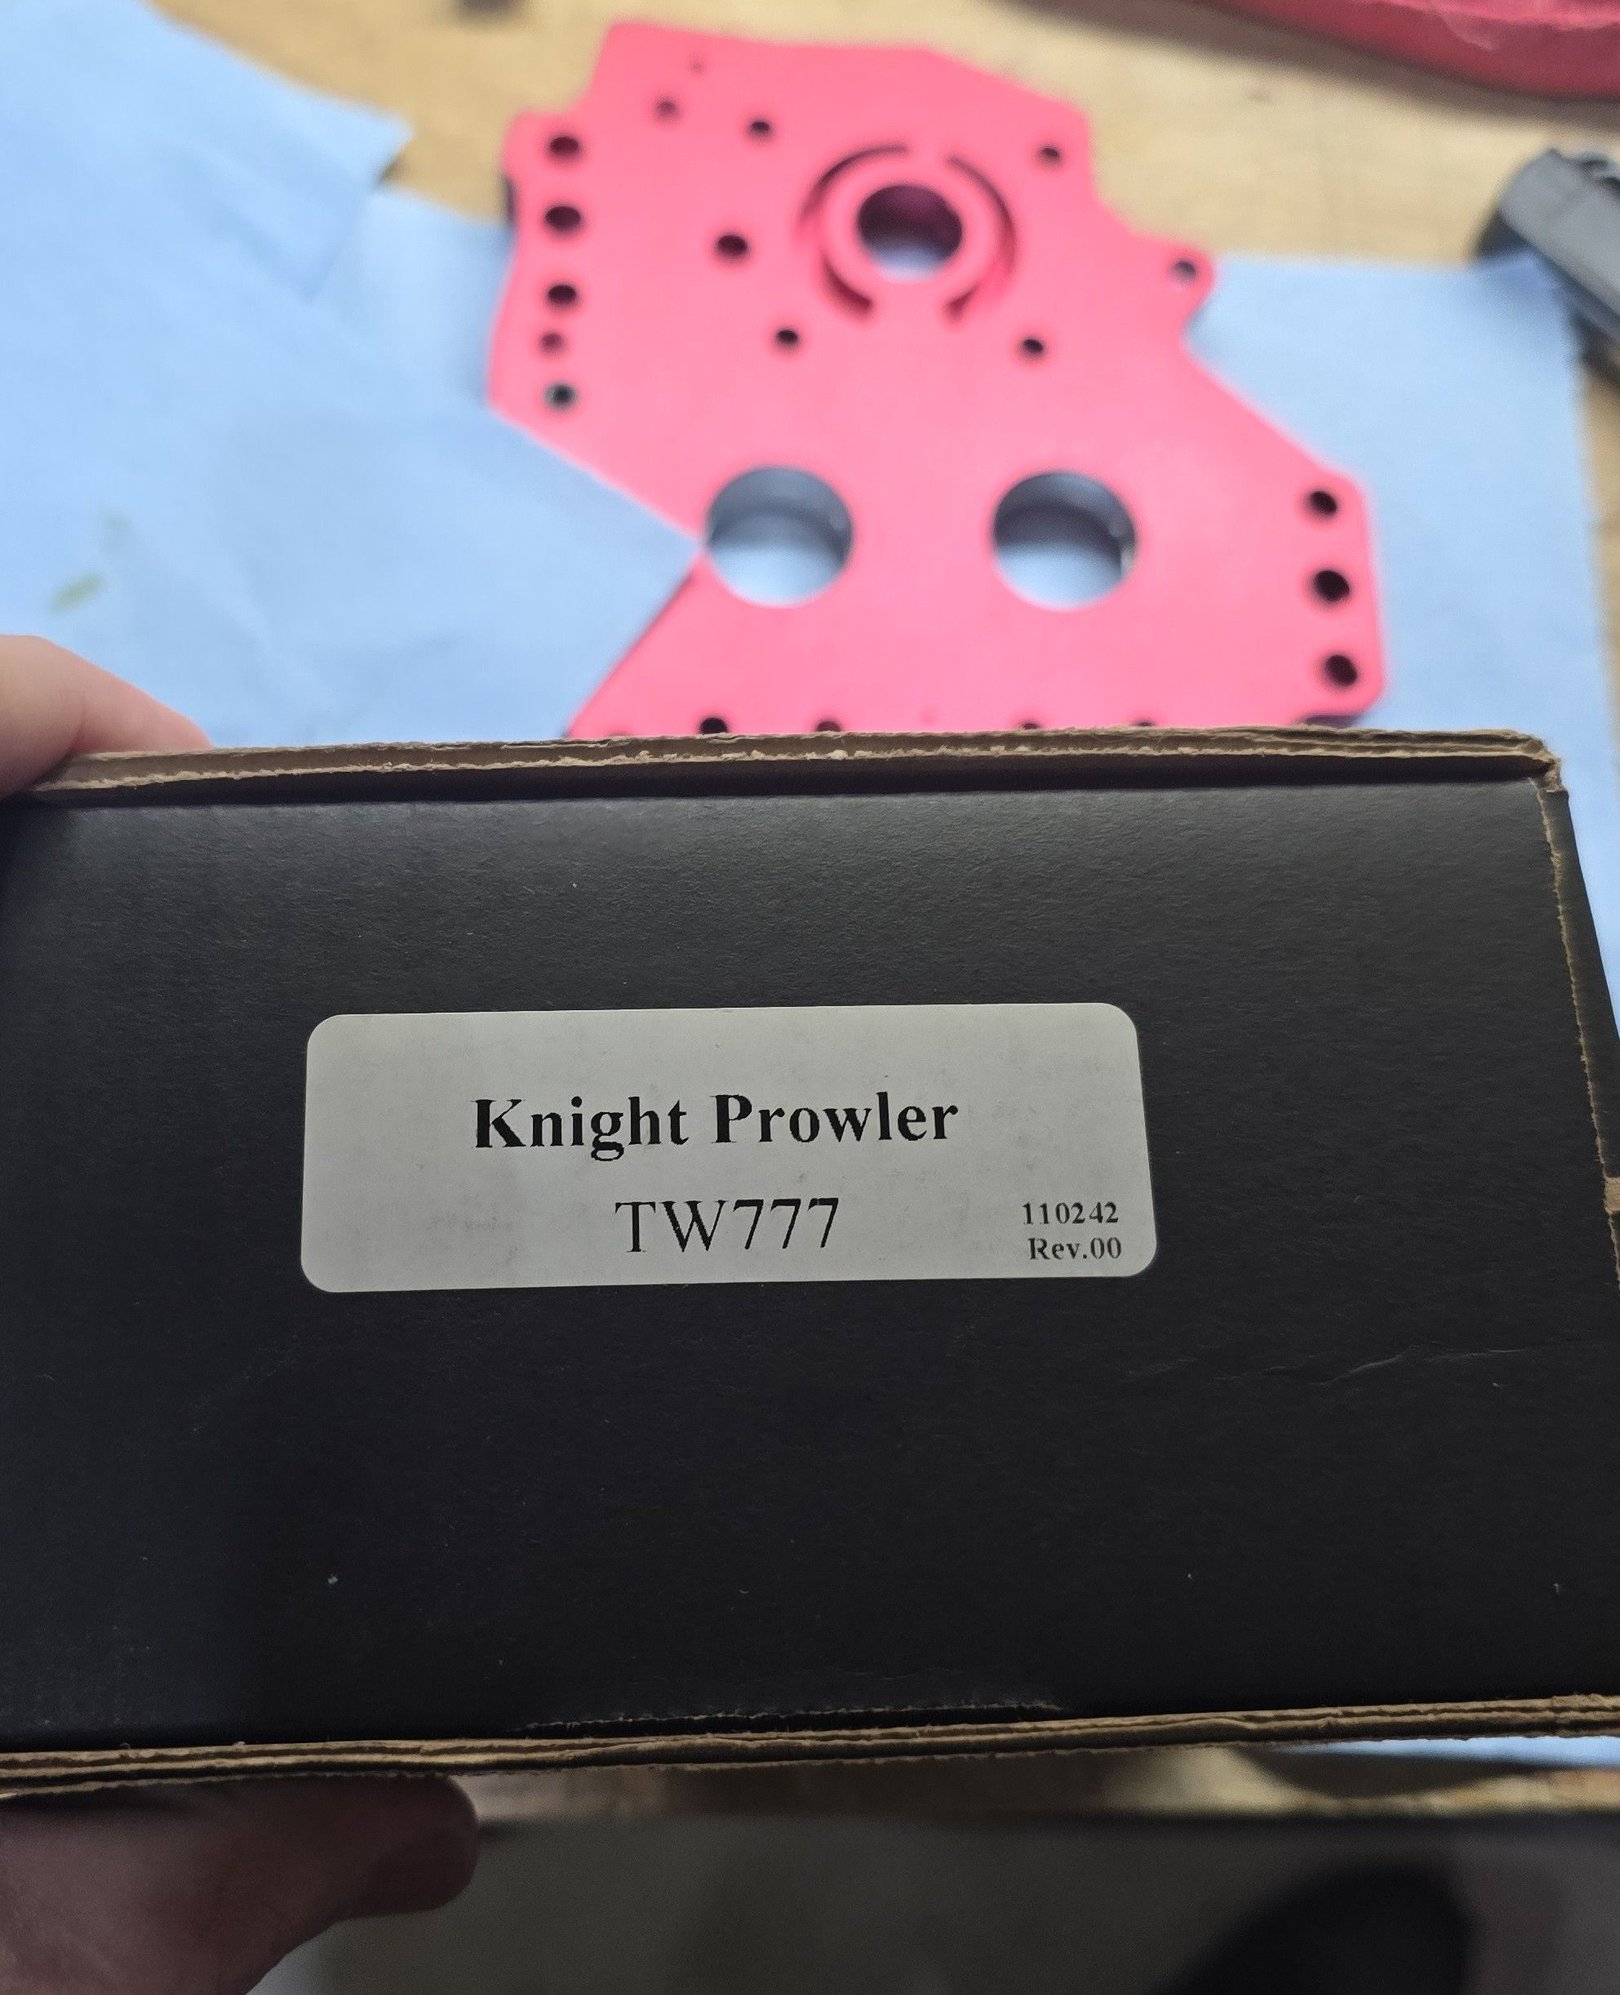 Knight Prowler
TW777
110242
Rev.00